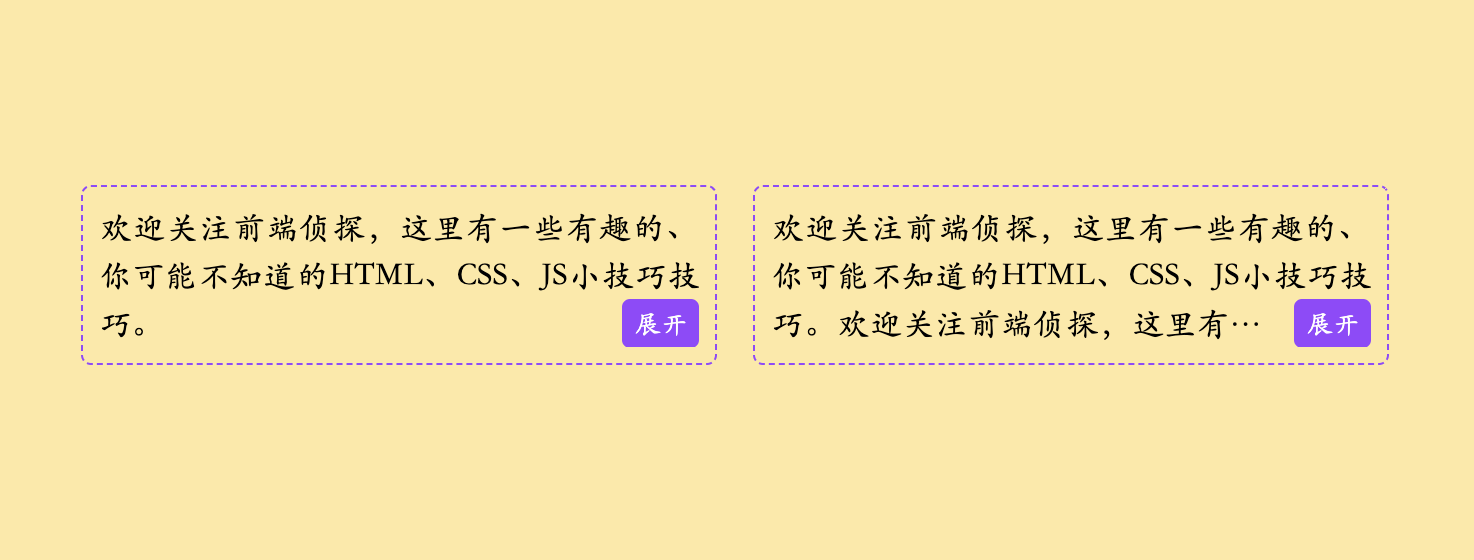 欢迎关注前端侦探，这里有一些有趣的、
你可能不知道的HTML、CSS、JS小技巧技
巧。
展开
欢迎关注前端侦探，这里有一些有趣的、
你可能不知道的HTML、CSS、JS小技巧技
巧。欢迎关注前端侦探，这里有…
展开